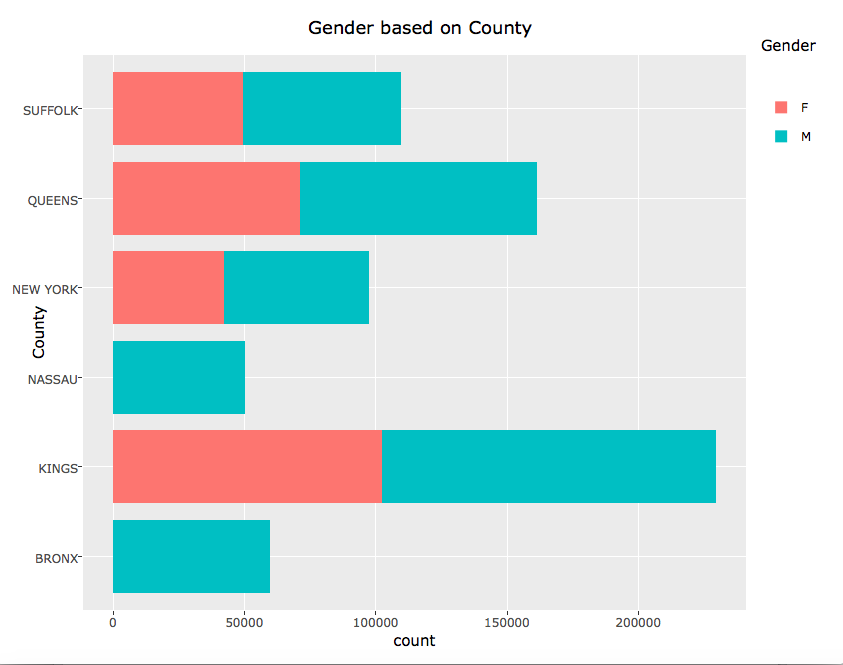 Gender based on County
Gender
F
M
SUFFOLK
QUEENS
NEW YORK
NASSAU
KINGS
BRONX
County
0 50000 100000 150000 200000
count